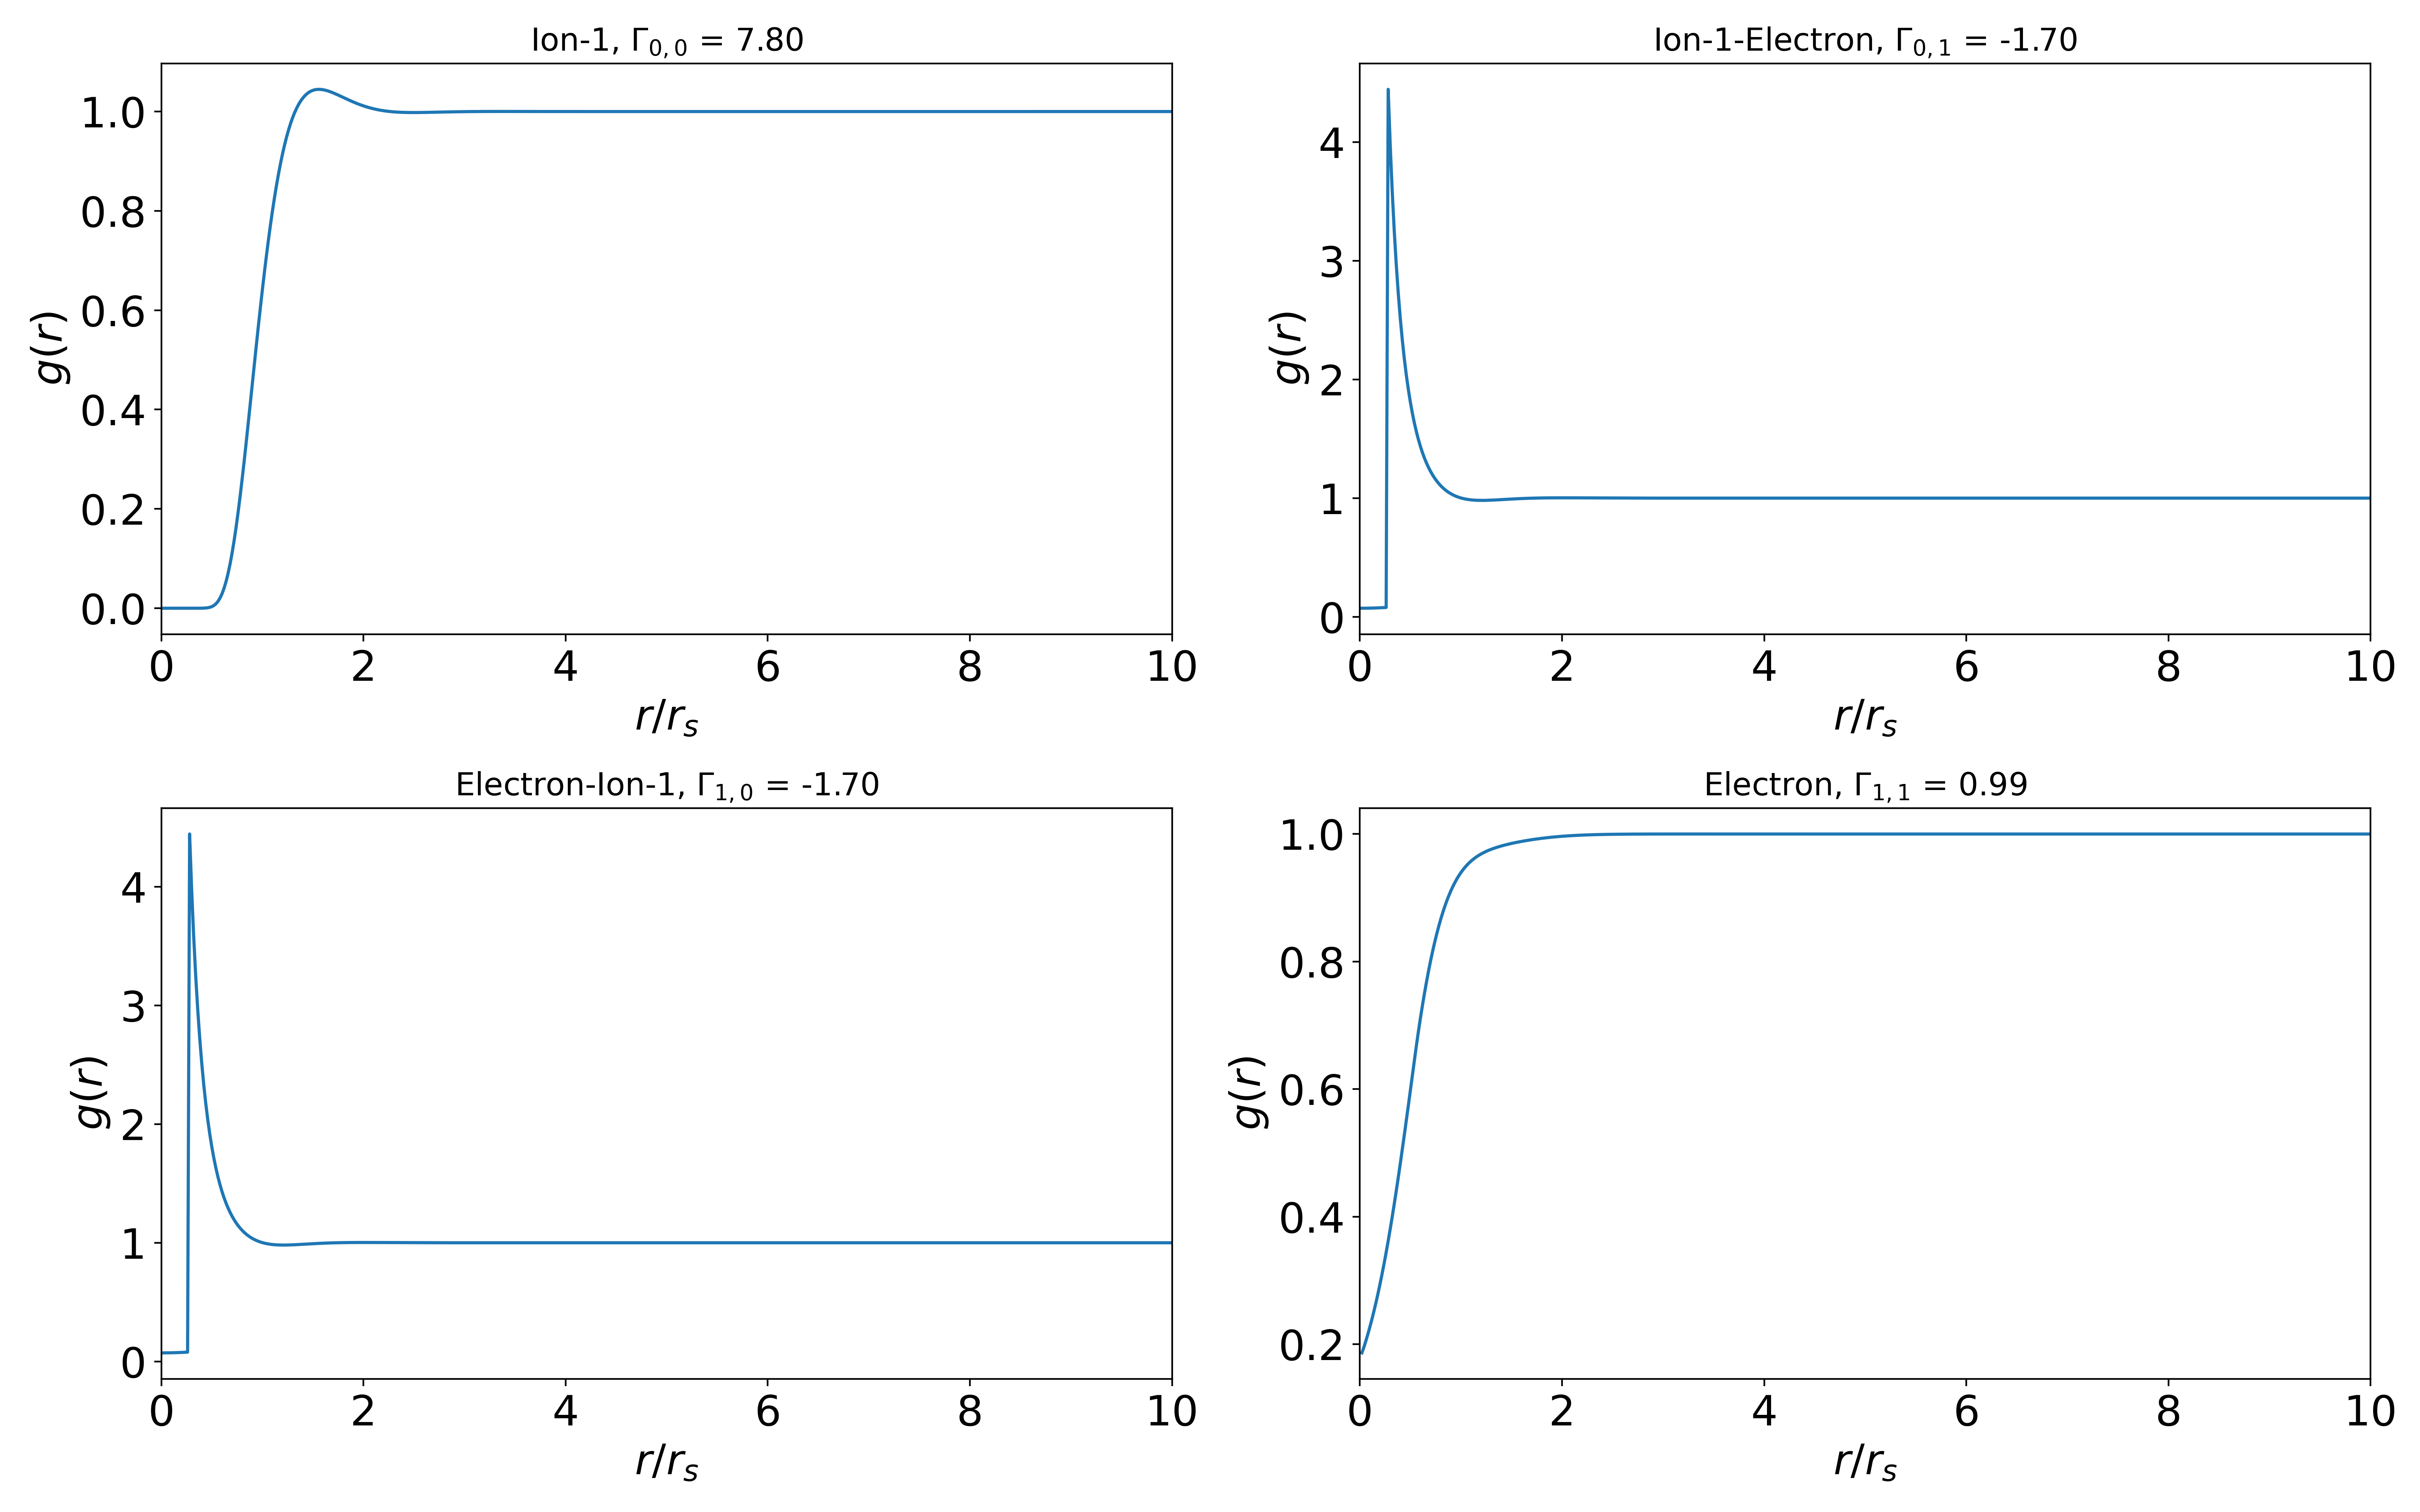 Ion-1, Γ0,0 = 7.80
g(r)
1.0
0.8
0.6
0.4
0.2
0.0
0 2 4 6 8 10
r/rs
Ion-1-Electron, Γ0,1 = -1.70
g(r)
4
3
2
1
0
0 2 4 6 8 10
r/rs
Electron-Ion-1, Γ1,0 = -1.70
g(r)
4
3
2
1
0
0 2 4 6 8 10
r/rs
Electron, Γ1,1 = 0.99
g(r)
1.0
0.8
0.6
0.4
0.2
0 2 4 6 8 10
r/rs